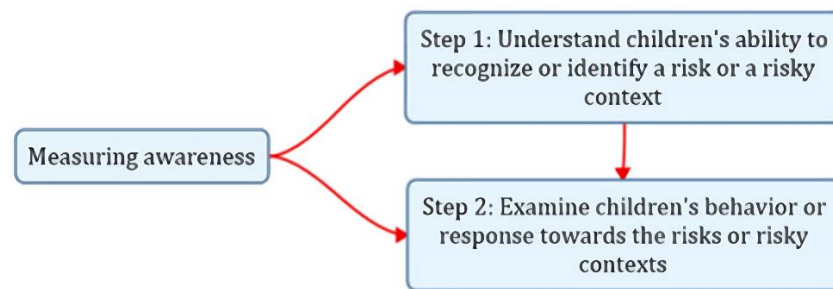 Measuring awareness
Step 1: Understand children's ability to
recognize or identify a risk or a risky
context
Step 2: Examine children's behavior or
response towards the risks or risky
contexts